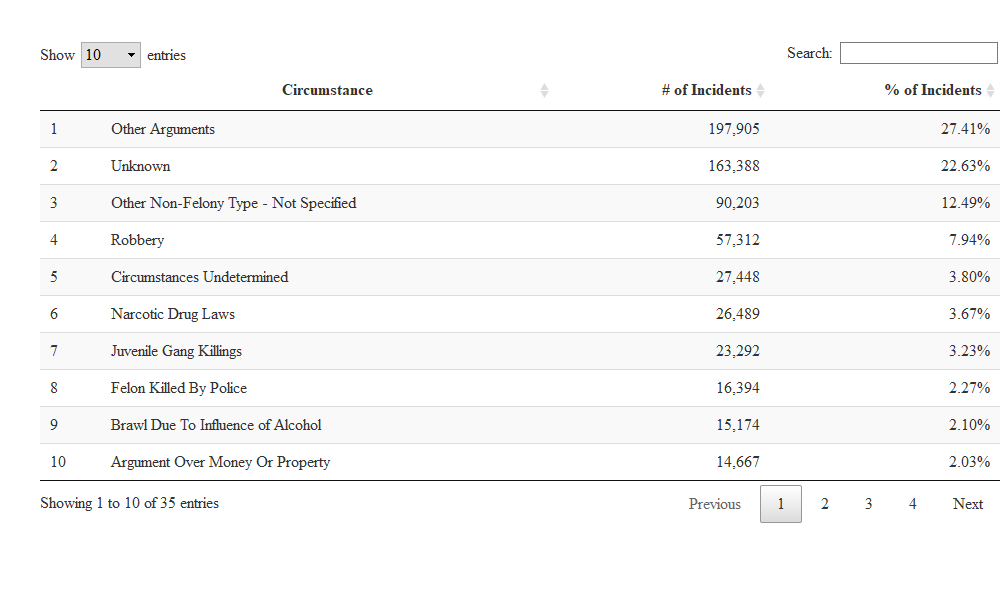 Show 10 entries Search:
Circumstance # of Incidents % of Incidents
1 Other Arguments 197,905 27.41%
2 Unknown 163,388 22.63%
3 Other Non-Felony Type - Not Specified 90,203 12.49%
4 Robbery 57,312 7.94%
5 Circumstances Undetermined 27,448 3.80%
6 Narcotic Drug Laws 26,489 3.67%
7 Juvenile Gang Killings 23,292 3.23%
8 Felon Killed By Police 16,394 2.27%
9 Brawl Due To Influence of Alcohol 15,174 2.10%
10 Argument Over Money Or Property 14,667 2.03%
Showing 1 to 10 of 35 entries Previous 1 2 3 4 Next